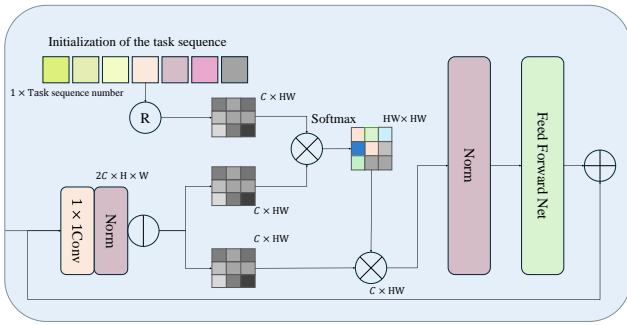 Initialization of the task sequence
1 × Task sequence number
R
C × HW
Softmax
HW× HW
2C × H × W
1 × 1Conv
Norm
C × HW
C × HW
C × HW
Norm
Feed Forward Net